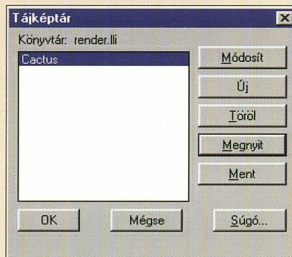 Tájképtár
Könyvtár: render.lli
Cactus
Módosít
Új
Töröl
Megnyit
Ment
OK
Mégse
Súgó...